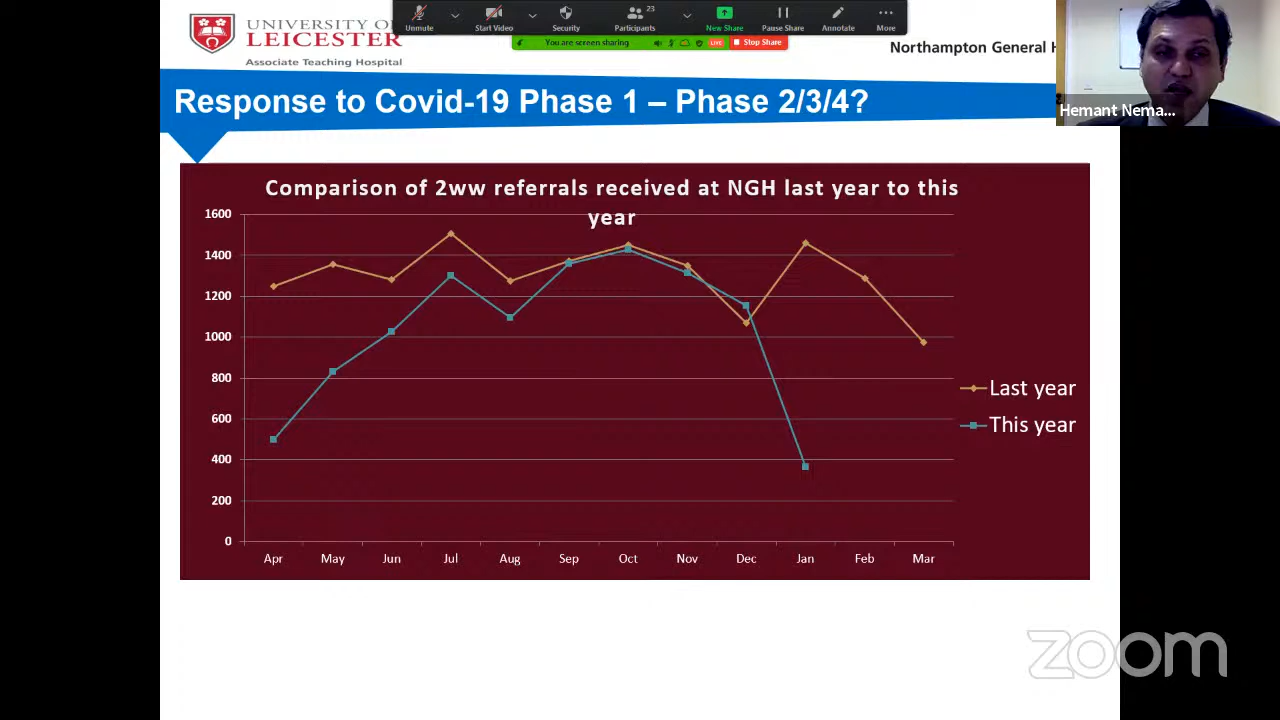 UNIVERSITY OF
LEICESTER
Associate Teaching Hospital
Unmute
Start Video
Security
23
Participants
New Share
Pause Share
Annotate
More
You are screen sharing
LIVE
Stop Share
Northampton General
Hemant Nema...
Response to Covid-19 Phase 1 – Phase 2/3/4?
Comparison of 2ww referrals received at NGH last year to this
year
1600
1400
1200
1000
800
600
400
200
0
Apr May Jun Jul Aug Sep Oct Nov Dec Jan Feb Mar
Last year
This year
zoom